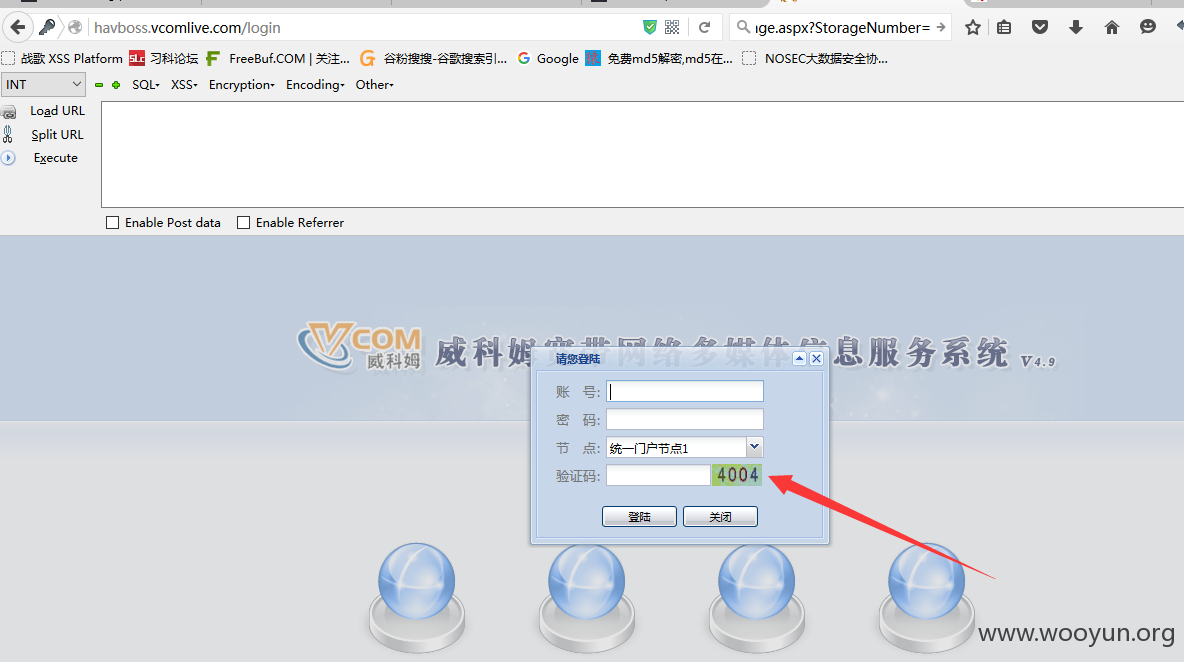 havboss.vcomlive.com/login
ıge.aspx?StorageNumber=
战歌 XSS Platform 习科论坛 FreeBuf.COM | 关注... 谷粉搜搜-谷歌搜索引... Google 免费md5解密,md5在... NOSEC大数据安全协...
INT SQL XSS Encryption Encoding Other
Load URL
Split URL
Execute
Enable Post data Enable Referrer
VCOM
威科姆
威科姆宽带网络多媒体信息服务系统 V4.9
请您登陆
账 号:
密 码:
节 点: 统一门户节点1
验证码: 4004
登陆 关闭
www.wooyun.org